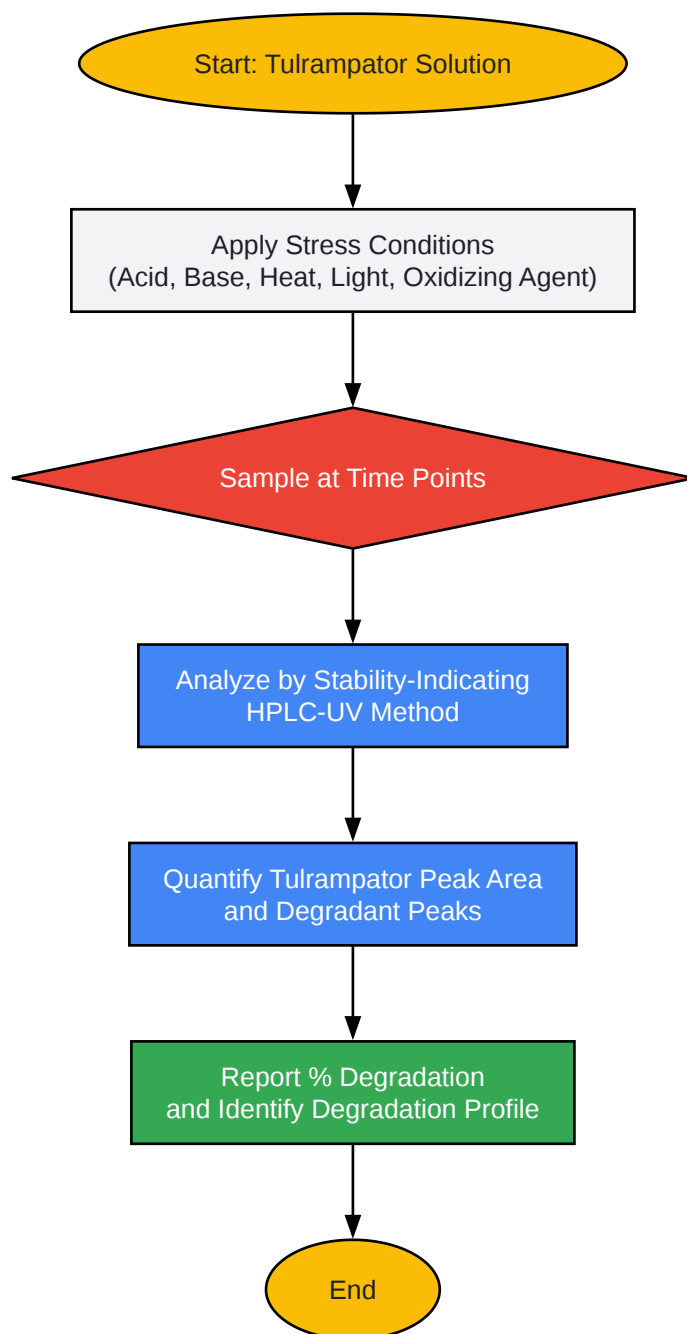 Start: Tulrampator Solution
Apply Stress Conditions
(Acid, Base, Heat, Light, Oxidizing Agent)
Sample at Time Points
Analyze by Stability-Indicating
HPLC-UV Method
Quantify Tulrampator Peak Area
and Degradant Peaks
Report % Degradation
and Identify Degradation Profile
End